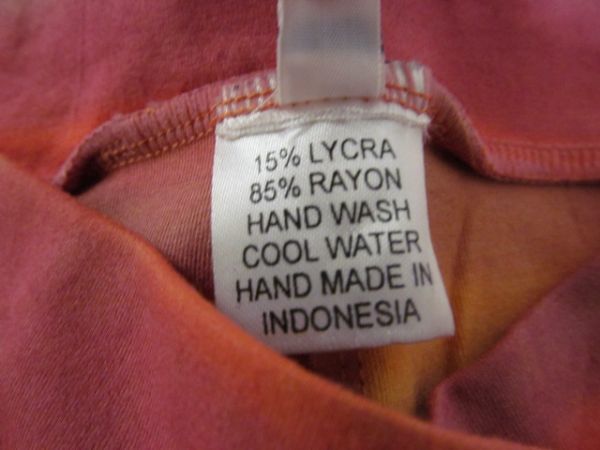 15% LYCRA
85% RAYON
HAND WASH
COOL WATER
HAND MADE IN
INDONESIA